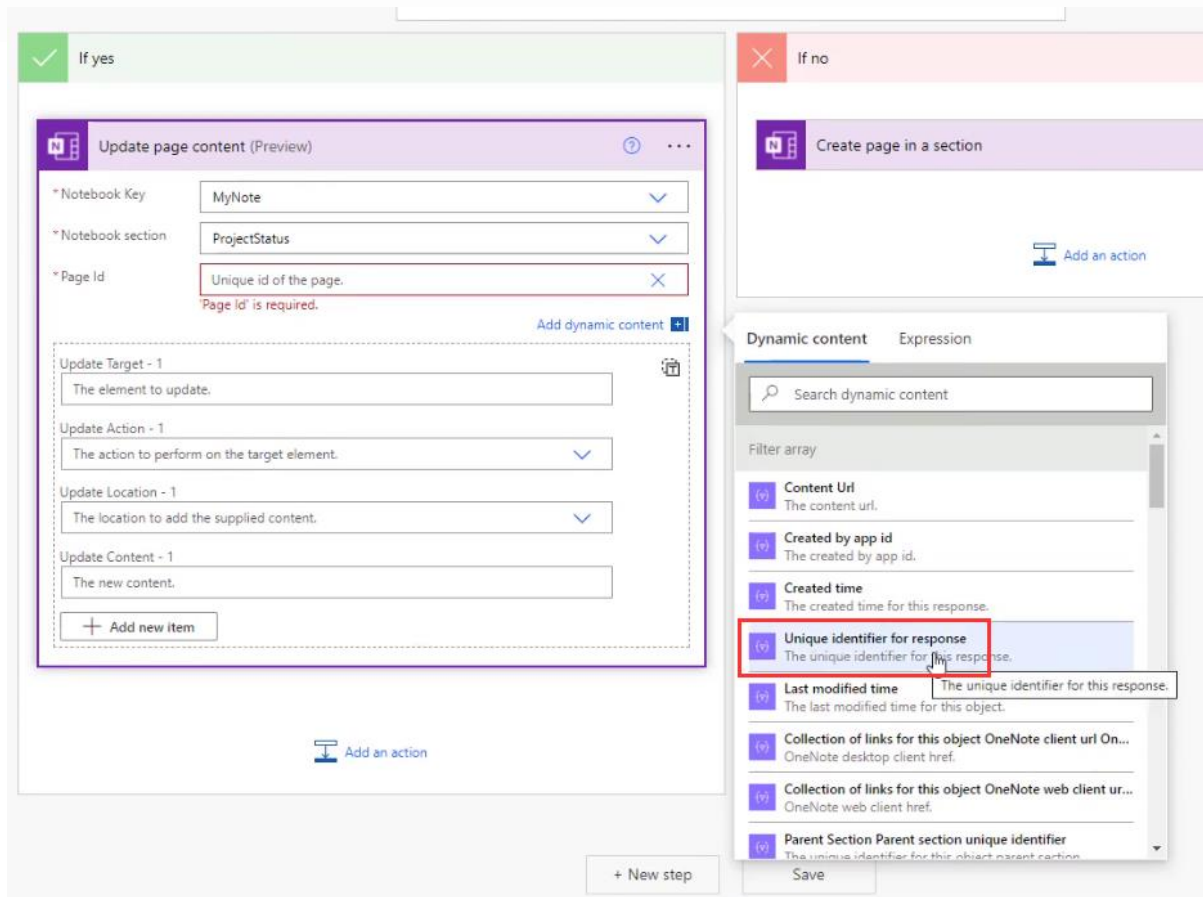 If yes
Update page content (Preview)
* Notebook Key
MyNote
* Notebook section
ProjectStatus
* Page Id
Unique id of the page.
'Page Id' is required.
Add dynamic content
Update Target - 1
The element to update.
Update Action - 1
The action to perform on the target element.
Update Location - 1
The location to add the supplied content.
Update Content - 1
The new content.
Add new item
Add an action
If no
Create page in a section
Add an action
Dynamic content
Expression
Search dynamic content
Filter array
Content Url
The content url.
Created by app id
The created by app id.
Created time
The created time for this response.
Unique identifier for response
The unique identifier for this response.
The unique identifier for this response.
Last modified time
The last modified time for this object.
Collection of links for this object OneNote client url On...
OneNote desktop client href.
Collection of links for this object OneNote web client ur...
OneNote web client href.
Parent Section Parent section unique identifier
The unique identifier for this object parent section
+ New step
Save